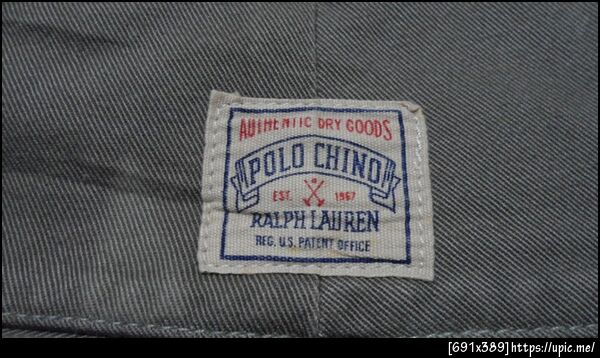 AUTHENTIC DRY GOODS
POLO CHINO
EST. 1967
RALPH LAUREN
REG. U.S. PATENT OFFICE
[691x389]https://upic.me/